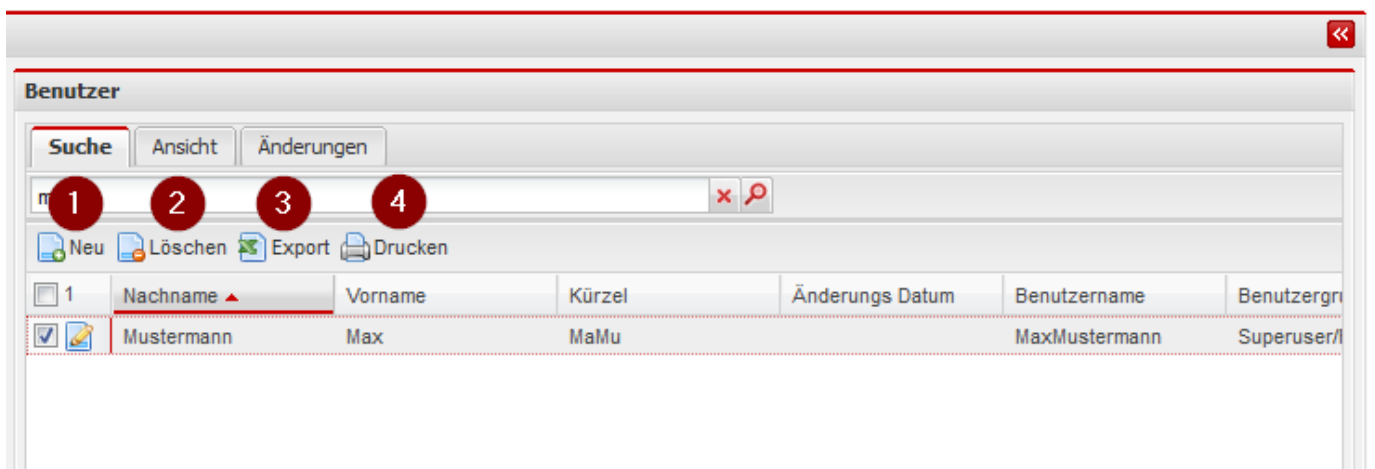 Benutzer
Suche Ansicht Änderungen
1 2 3 4
Neu Löschen Export Drucken
1 Nachname Vorname Kürzel Änderungs Datum Benutzername
Mustermann Max MaMu MaxMustermann